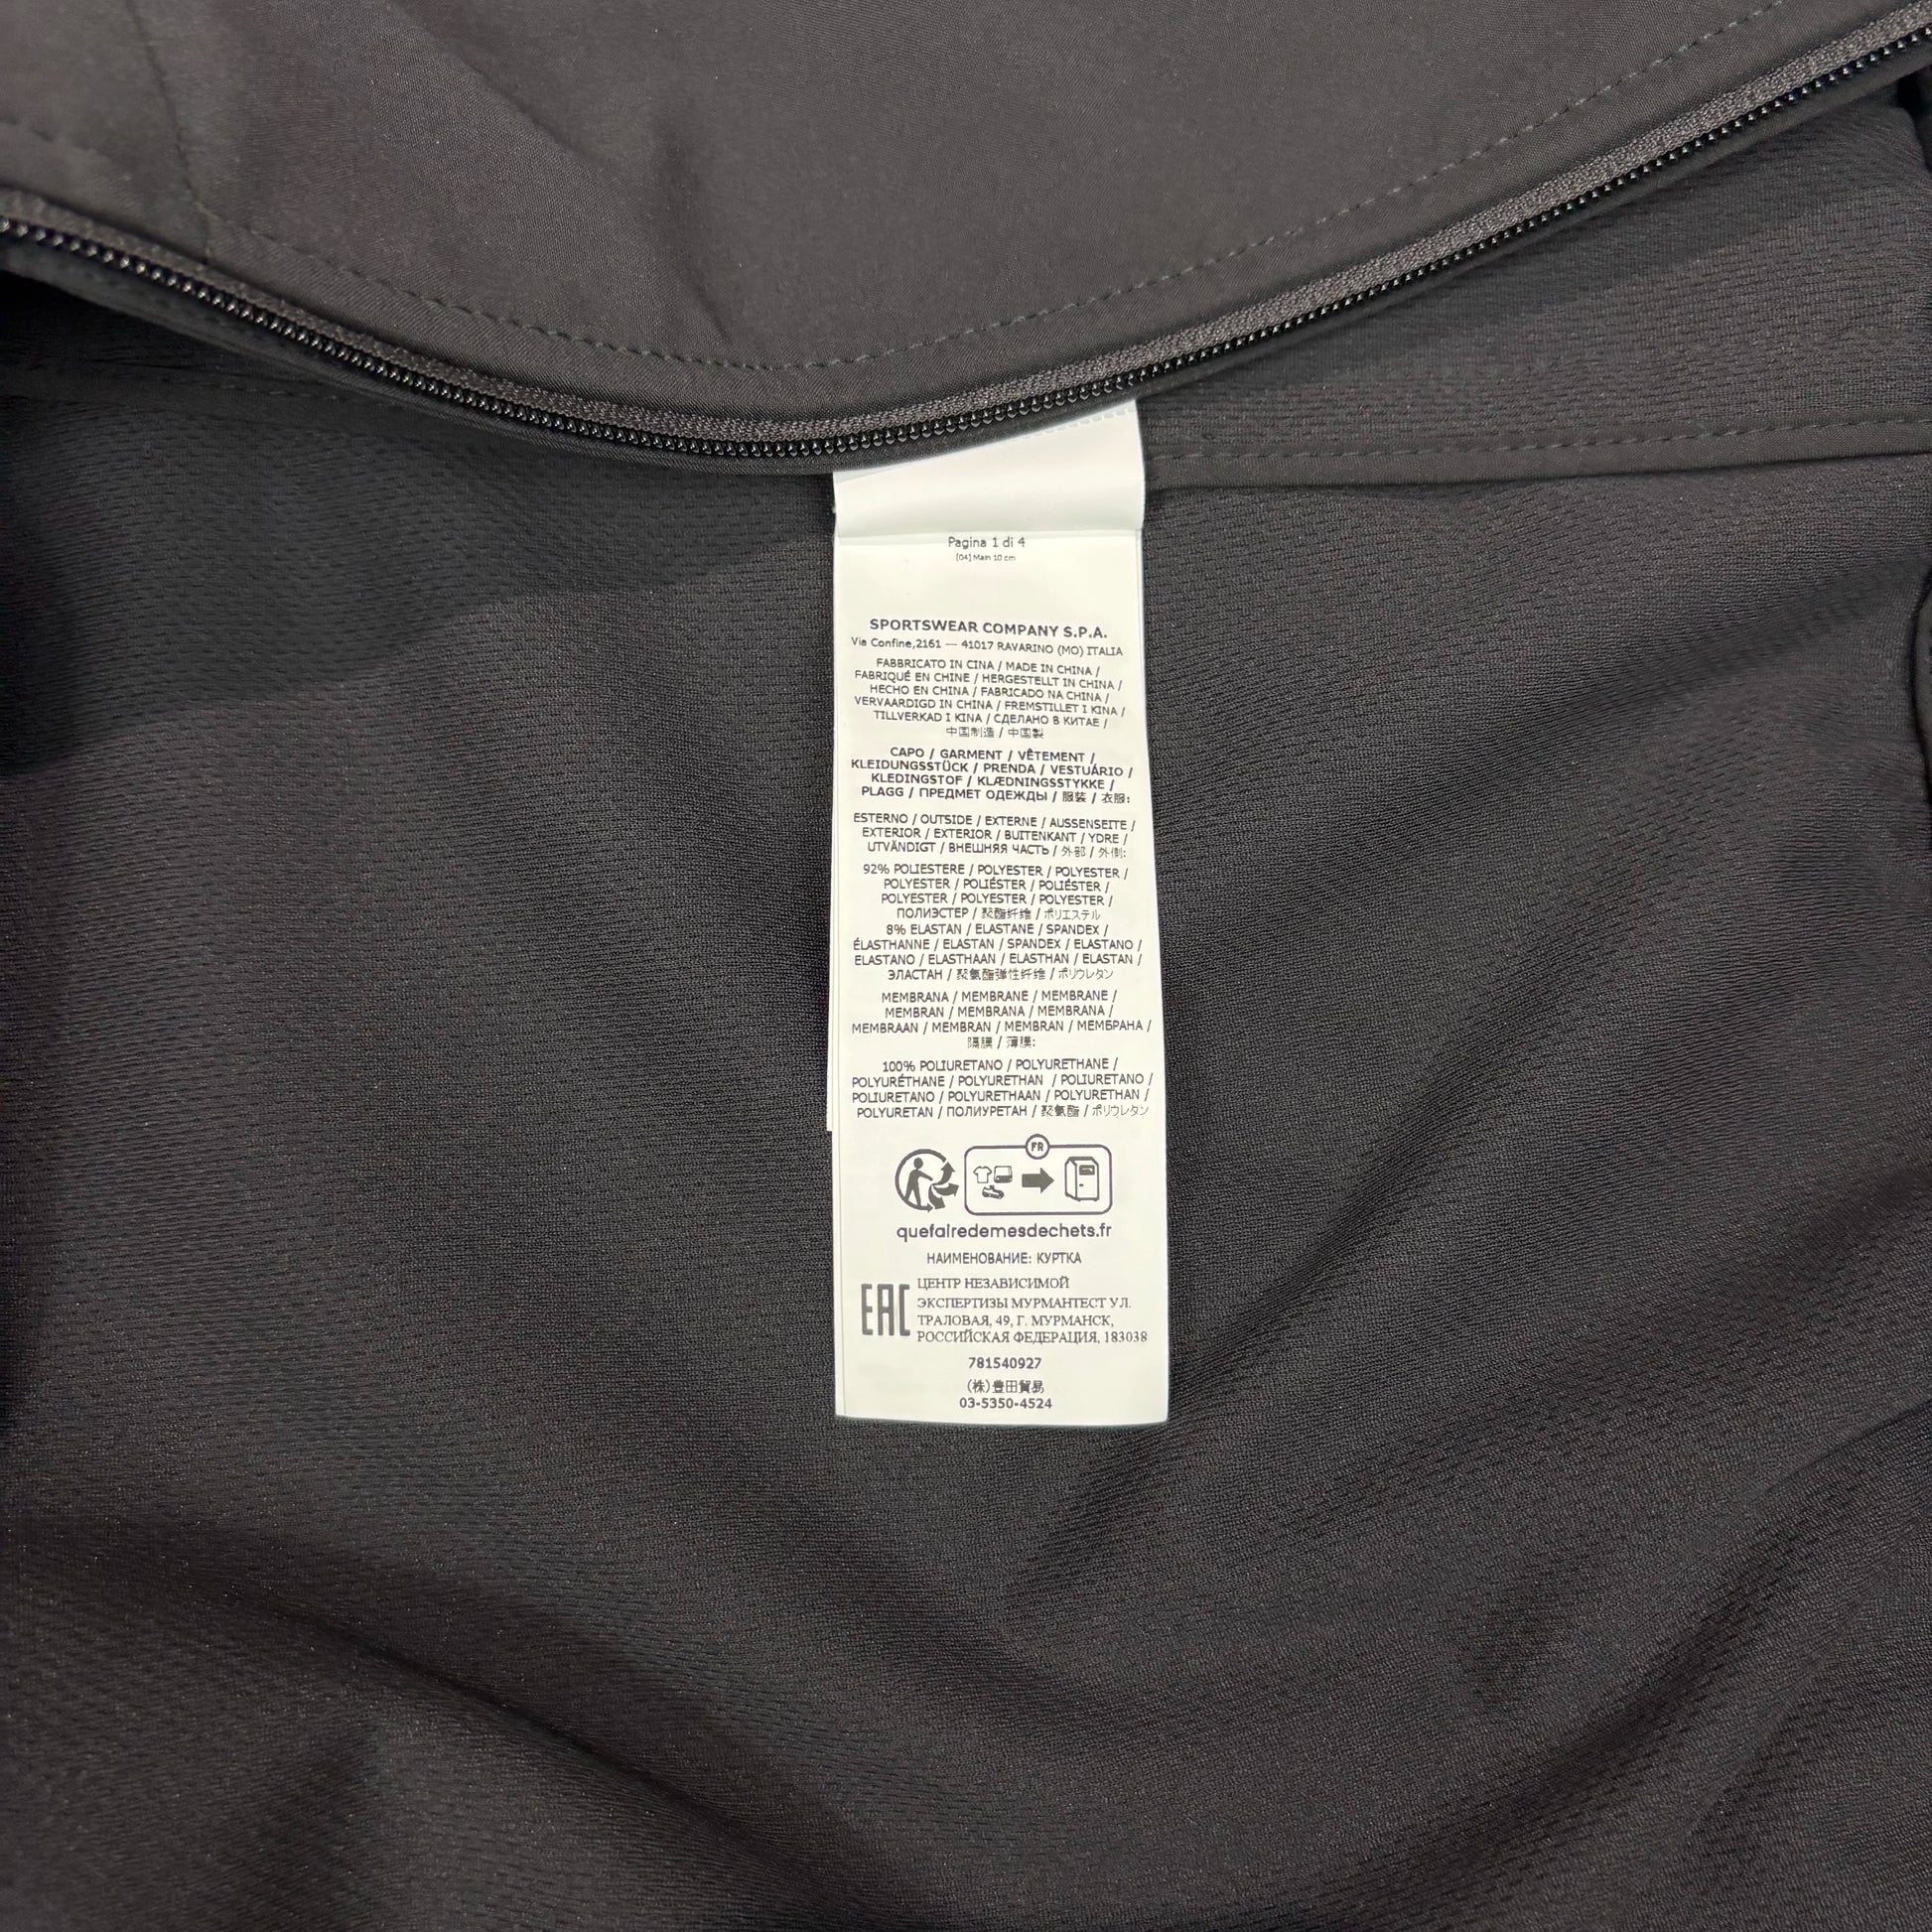 Pagina 1 di 4
[04] Main 10 cm
SPORTSWEAR COMPANY S.P.A.
Via Confine,2161 — 41017 RAVARINO (MO) ITALIA
FABBRICATO IN CINA / MADE IN CHINA /
FABRIQUÉ EN CHINE / HERGESTELLT IN CHINA /
HECHO EN CHINA / FABRICADO NA CHINA /
VERVAARDIGD IN CHINA / FREMSTILLET I KINA /
TILLVERKAD I KINA / СДЕЛАНО В КИТАЕ /
中国制造 / 中国製
CAPO / GARMENT / VÊTEMENT /
KLEIDUNGSSTÜCK / PRENDA / VESTUÁRIO /
KLEDINGSTOF / KLÆDNINGSSTYKKE /
PLAGG / ПРЕДМЕТ ОДЕЖДЫ / 服装 / 衣服:
ESTERNO / OUTSIDE / EXTERNE / AUSSENSEITE /
EXTERIOR / EXTERIOR / BUITENKANT / YDRE /
UTVÄNDIGT / ВНЕШНЯЯ ЧАСТЬ / 外部 / 外側:
92% POLIESTERE / POLYESTER / POLYESTER /
POLYESTER / POLIÉSTER / POLIÉSTER /
POLYESTER / POLYESTER / POLYESTER /
ПОЛИЭСТЕР / 聚酯纤维 / ポリエステル
8% ELASTAN / ELASTANE / SPANDEX /
ÉLASTHANNE / ELASTAN / SPANDEX / ELASTANO /
ELASTANO / ELASTHAAN / ELASTHAN / ELASTAN /
ЭЛАСТАН / 聚氨酯弹性纤维 / ポリウレタン
MEMBRANA / MEMBRANE / MEMBRANE /
MEMBRAN / MEMBRANA / MEMBRANA /
MEMBRAAN / MEMBRAN / MEMBRAN / МЕМБРАНА /
隔膜 / 薄膜:
100% POLIURETANO / POLYURETHANE /
POLYURÉTHANE / POLYURETHAN / POLIURETANO /
POLIURETANO / POLYURETHAAN / POLYURETHAN /
POLYURETAN / ПОЛИУРЕТАН / 聚氨酯 / ポリウレタン
FR
quefairedemesdechets.fr
НАИМЕНОВАНИЕ: КУРТКА
EAC ЦЕНТР НЕЗАВИСИМОЙ
ЭКСПЕРТИЗЫ МУРМАНТЕСТ УЛ.
ТРАЛОВАЯ, 49, Г. МУРМАНСК,
РОССИЙСКАЯ ФЕДЕРАЦИЯ, 183038
781540927
(株)豊田貿易
03-5350-4524